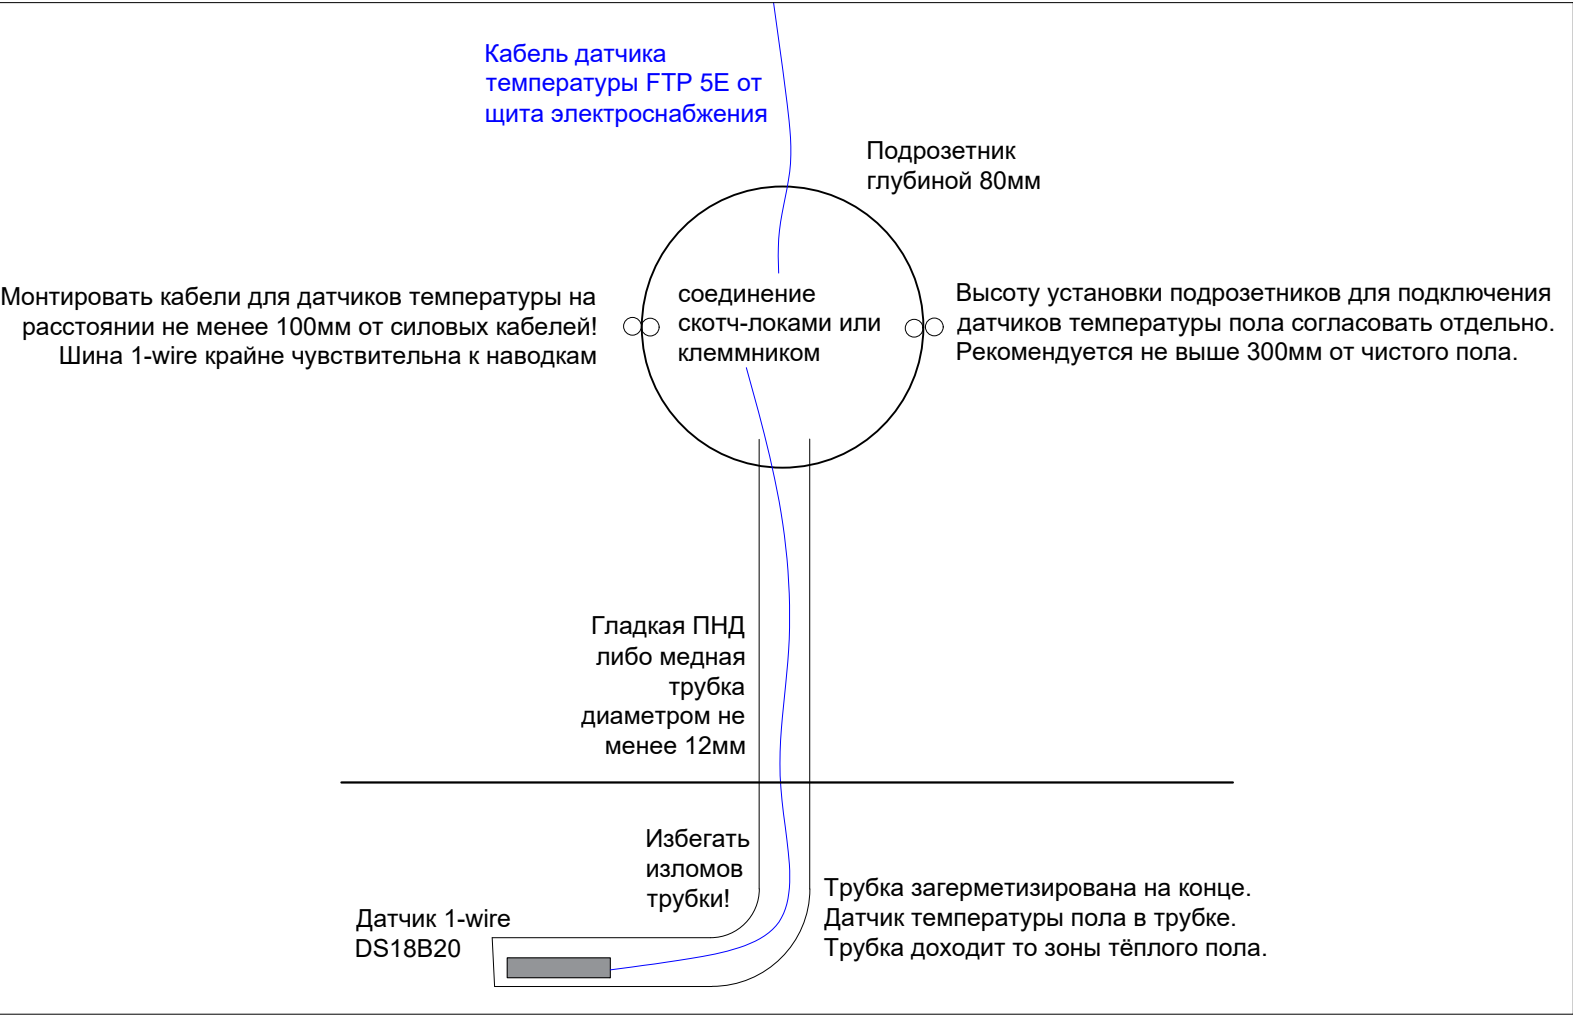 Кабель датчика
температуры FTP 5E от
щита электроснабжения
Подрозетник
глубиной 80мм
Монтировать кабели для датчиков температуры на
расстоянии не менее 100мм от силовых кабелей!
Шина 1-wire крайне чувствительна к наводкам
соединение
скотч-локами или
клеммником
Высоту установки подрозетников для подключения
датчиков температуры пола согласовать отдельно.
Рекомендуется не выше 300мм от чистого пола.
Гладкая ПНД
либо медная
трубка
диаметром не
менее 12мм
Избегать
изломов
трубки!
Датчик 1-wire
DS18B20
Трубка загерметизирована на конце.
Датчик температуры пола в трубке.
Трубка доходит то зоны тёплого пола.